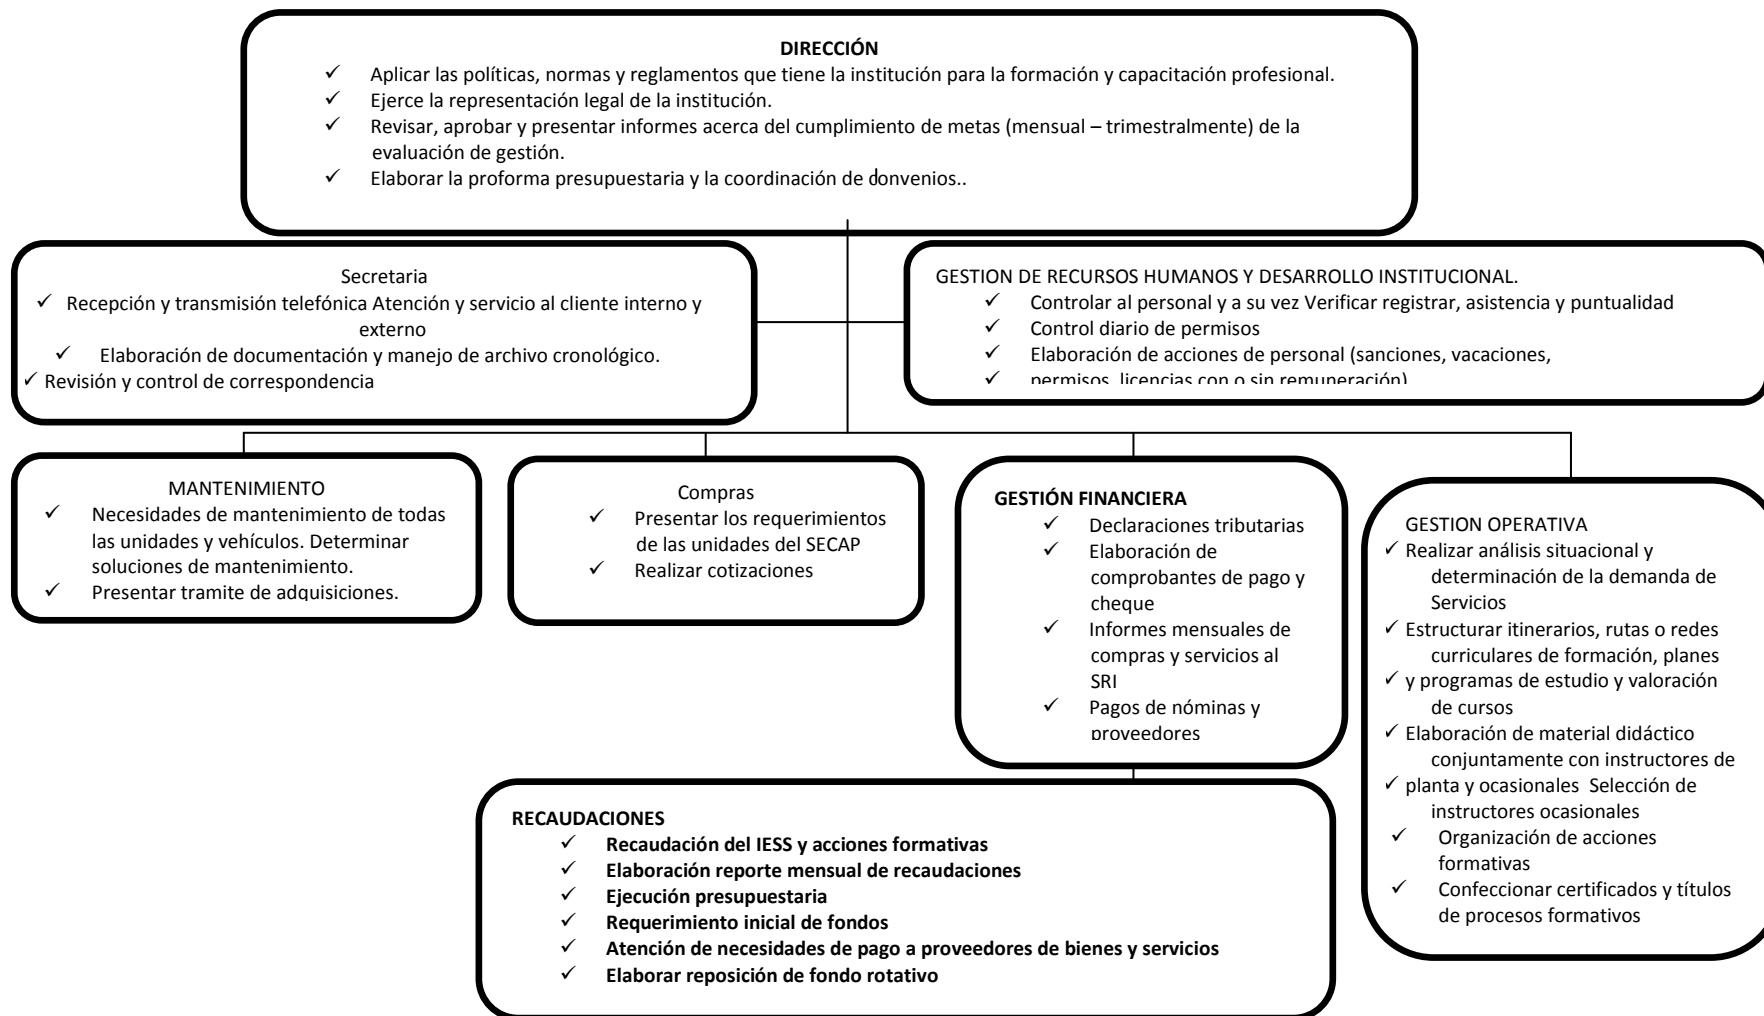 DIRECCIÓN
✓ Aplicar las políticas, normas y reglamentos que tiene la institución para la formación y capacitación profesional.
✓ Ejerce la representación legal de la institución.
✓ Revisar, aprobar y presentar informes acerca del cumplimiento de metas (mensual – trimestralmente) de la
evaluación de gestión.
✓ Elaborar la proforma presupuestaria y la coordinación de convenios..
Secretaria
✓ Recepción y transmisión telefónica Atención y servicio al cliente interno y
externo
✓ Elaboración de documentación y manejo de archivo cronológico.
✓ Revisión y control de correspondencia
GESTION DE RECURSOS HUMANOS Y DESARROLLO INSTITUCIONAL.
✓ Controlar al personal y a su vez Verificar registrar, asistencia y puntualidad
✓ Control diario de permisos
✓ Elaboración de acciones de personal (sanciones, vacaciones,
✓ permisos, licencias con o sin remuneración)
MANTENIMIENTO
✓ Necesidades de mantenimiento de todas
las unidades y vehículos. Determinar
soluciones de mantenimiento.
✓ Presentar tramite de adquisiciones.
Compras
✓ Presentar los requerimientos
de las unidades del SECAP
✓ Realizar cotizaciones
GESTIÓN FINANCIERA
✓ Declaraciones tributarias
✓ Elaboración de
comprobantes de pago y
cheque
✓ Informes mensuales de
compras y servicios al
SRI
✓ Pagos de nóminas y
proveedores
GESTION OPERATIVA
✓ Realizar análisis situacional y
determinación de la demanda de
Servicios
✓ Estructurar itinerarios, rutas o redes
curriculares de formación, planes
✓ y programas de estudio y valoración
de cursos
✓ Elaboración de material didáctico
conjuntamente con instructores de
✓ planta y ocasionales Selección de
instructores ocasionales
✓ Organización de acciones
formativas
✓ Confeccionar certificados y títulos
de procesos formativos
RECAUDACIONES
✓ Recaudación del IESS y acciones formativas
✓ Elaboración reporte mensual de recaudaciones
✓ Ejecución presupuestaria
✓ Requerimiento inicial de fondos
✓ Atención de necesidades de pago a proveedores de bienes y servicios
✓ Elaborar reposición de fondo rotativo